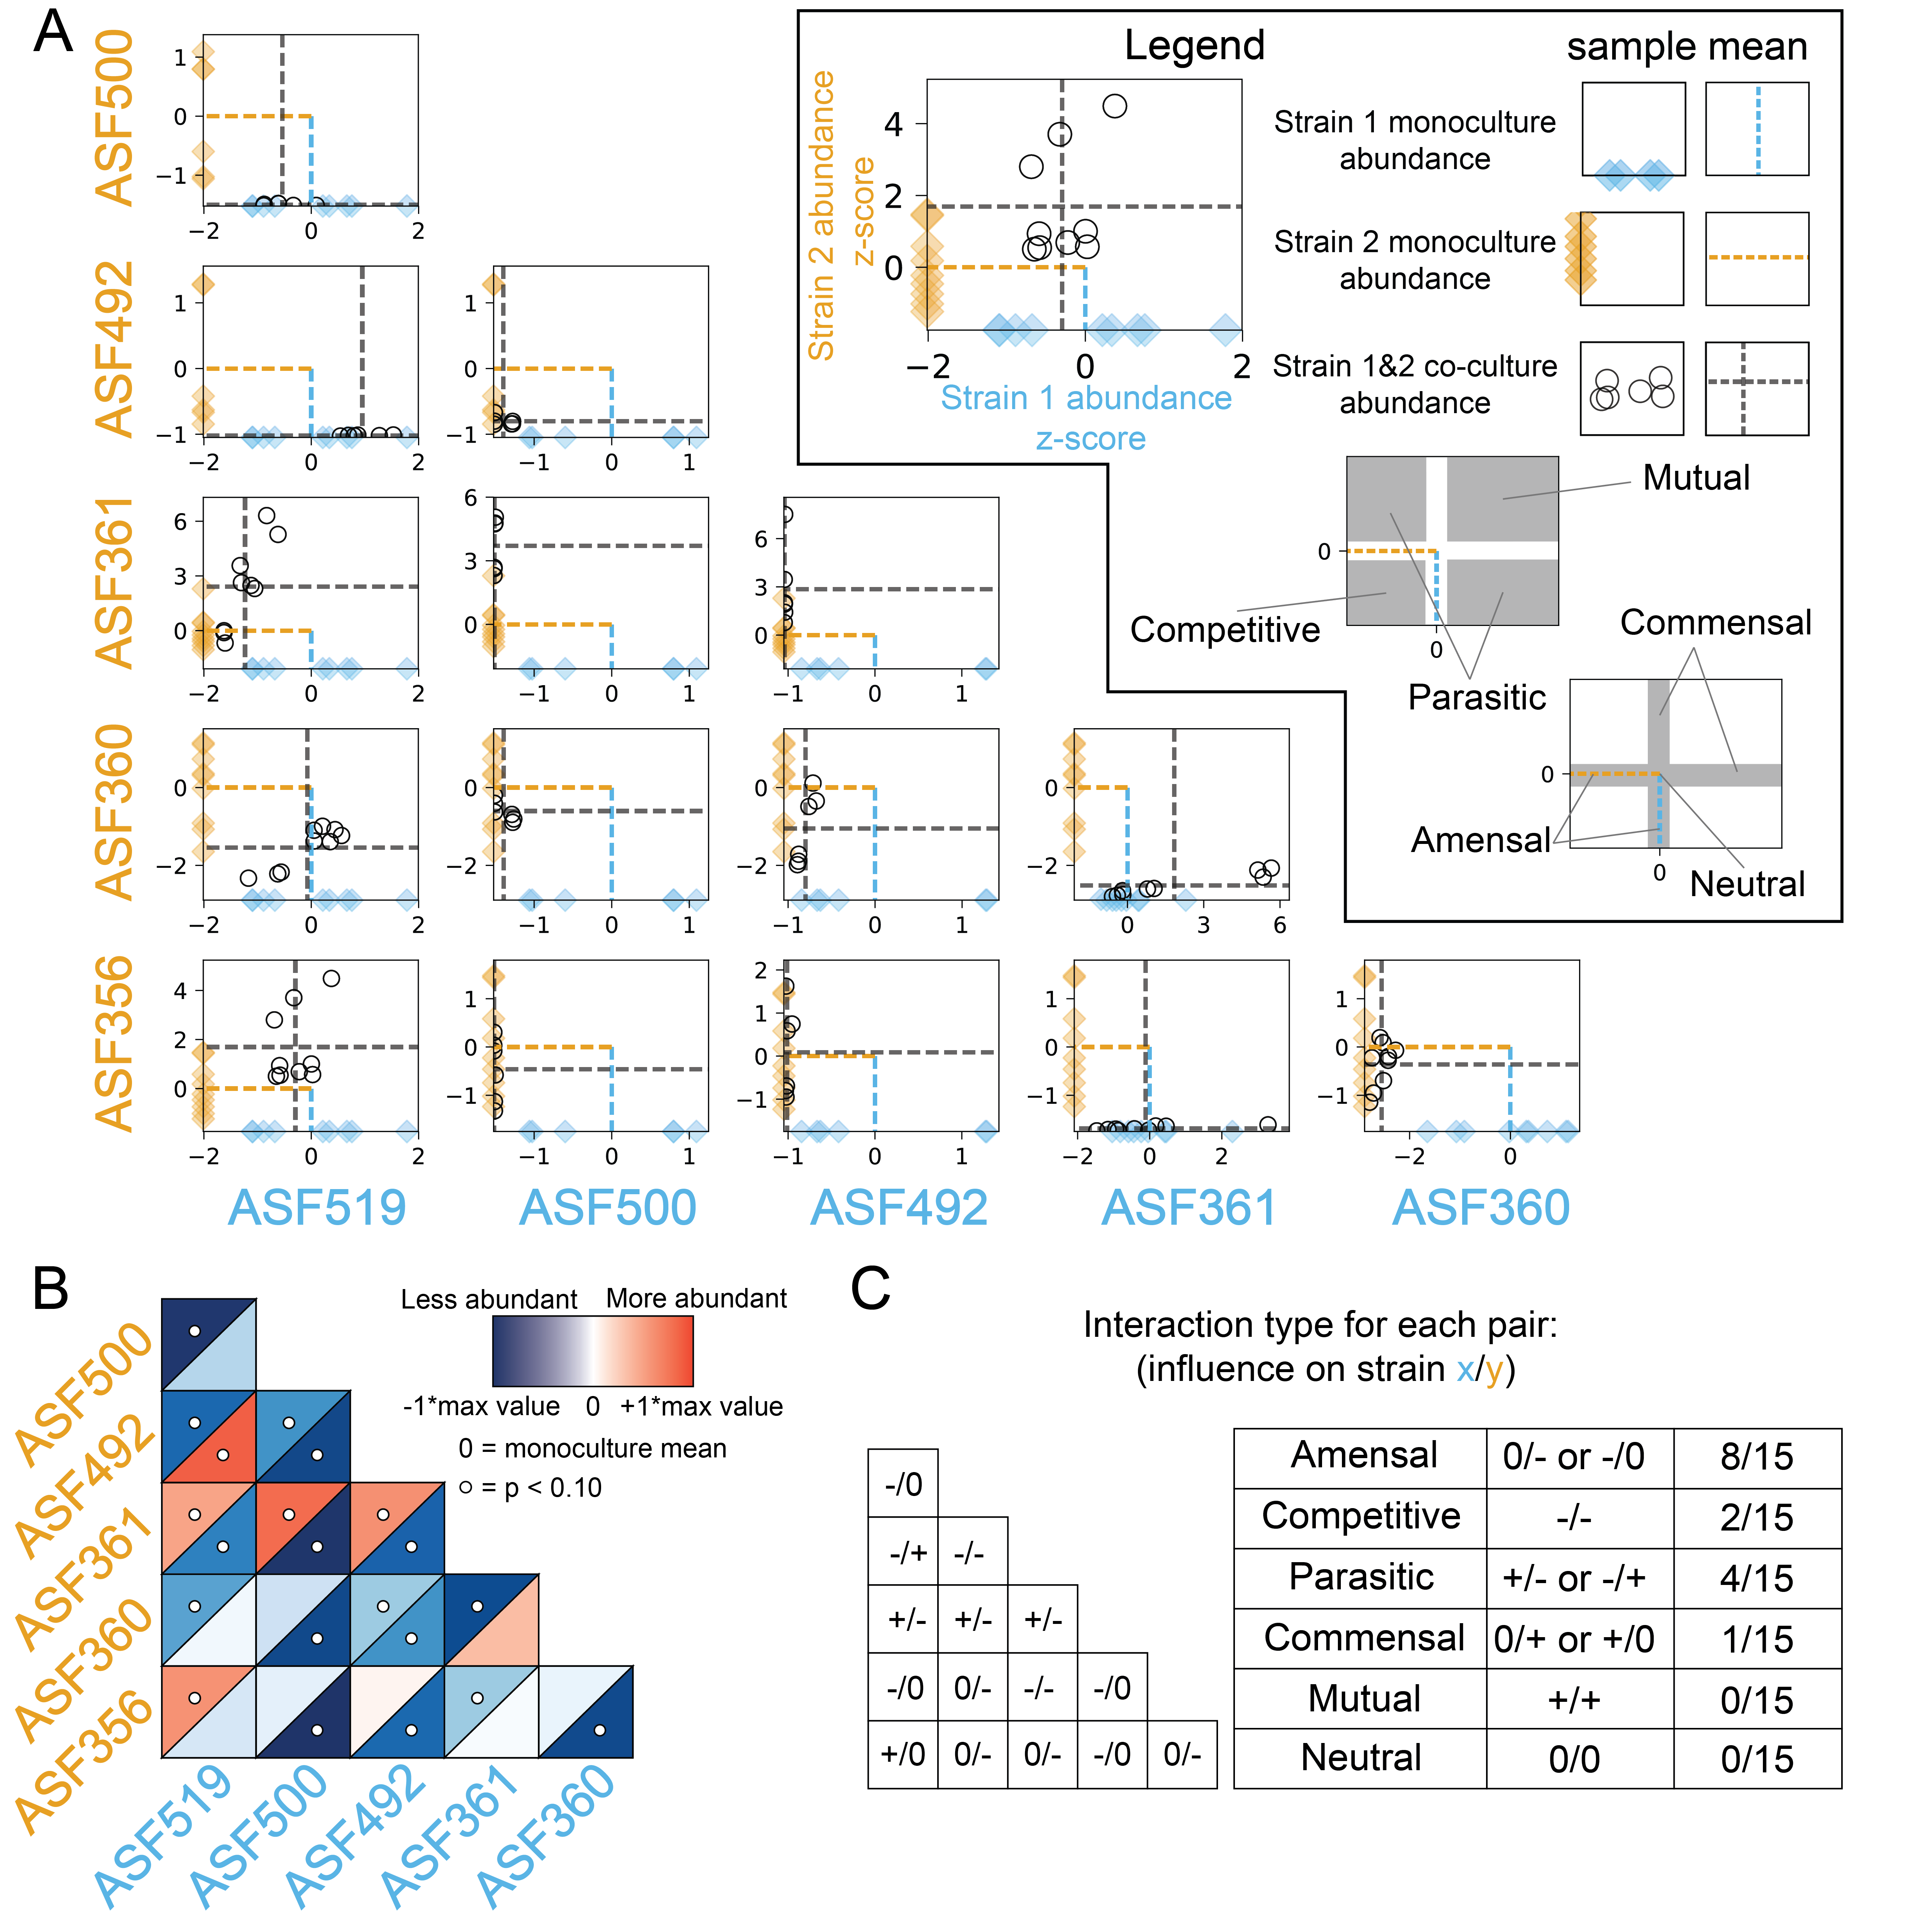 A
Legend
sample mean
Strain 2 abundance
z-score
4
2
0
−2
0
2
Strain 1 abundance
z-score
Strain 1 monoculture
abundance
Strain 2 monoculture
abundance
Strain 1&2 co-culture
abundance
Mutual
Competitive
Parasitic
0
0
Commensal
Amensal
Neutral
0
0
ASF500
1
0
−1
−2
0
2
ASF492
1
0
−1
−2
0
2
1
0
−1
−1
0
1
ASF361
6
3
0
−2
0
2
6
3
0
−1
0
1
6
3
0
−1
0
1
ASF360
0
−2
−2
0
2
0
−2
−1
0
1
0
−2
−1
0
1
0
−2
0
3
6
ASF356
4
2
0
−2
0
2
1
0
−1
−1
0
1
2
1
0
−1
−1
0
1
1
0
−1
−2
0
2
1
0
−1
−2
0
ASF519
ASF500
ASF492
ASF361
ASF360
B
Less abundant
More abundant
-1*max value
0
+1*max value
0 = monoculture mean
= p < 0.10
ASF500
ASF492
ASF361
ASF360
ASF356
ASF519
ASF500
ASF492
ASF361
ASF360
C
Interaction type for each pair:
(influence on strain x/y)
-/0
-/+ -/-
+/- +/- +/-
-/0 0/- -/- -/0
+/0 0/- 0/- -/0 0/-
Amensal 0/- or -/0 8/15
Competitive -/- 2/15
Parasitic +/- or -/+ 4/15
Commensal 0/+ or +/0 1/15
Mutual +/+ 0/15
Neutral 0/0 0/15